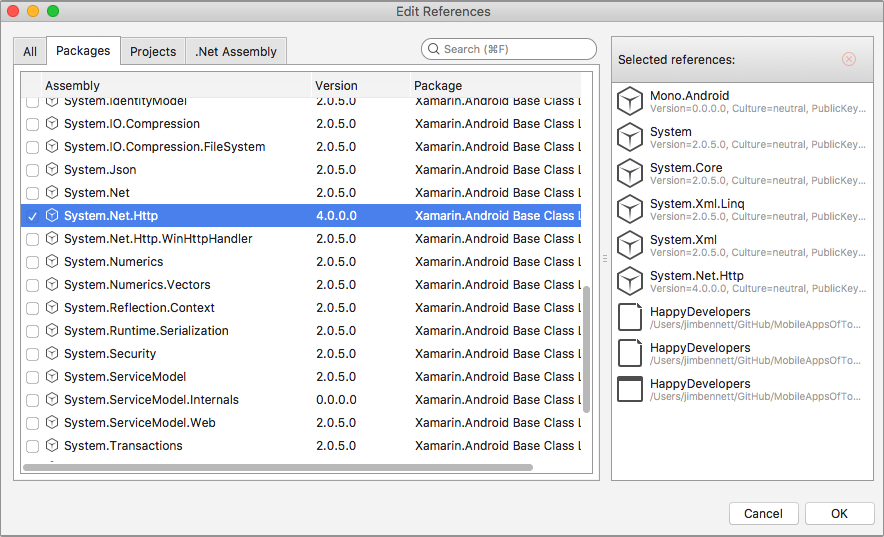 Edit References
All Packages Projects .Net Assembly Search (⌘F)
Assembly Version Package
System.IdentityModel 2.0.5.0 Xamarin.Android Base Class L
System.IO.Compression 2.0.5.0 Xamarin.Android Base Class L
System.IO.Compression.FileSystem 2.0.5.0 Xamarin.Android Base Class L
System.Json 2.0.5.0 Xamarin.Android Base Class L
System.Net 2.0.5.0 Xamarin.Android Base Class L
System.Net.Http 4.0.0.0 Xamarin.Android Base Class L
System.Net.Http.WinHttpHandler 2.0.5.0 Xamarin.Android Base Class L
System.Numerics 2.0.5.0 Xamarin.Android Base Class L
System.Numerics.Vectors 2.0.5.0 Xamarin.Android Base Class L
System.Reflection.Context 2.0.5.0 Xamarin.Android Base Class L
System.Runtime.Serialization 2.0.5.0 Xamarin.Android Base Class L
System.Security 2.0.5.0 Xamarin.Android Base Class L
System.ServiceModel 2.0.5.0 Xamarin.Android Base Class L
System.ServiceModel.Internals 0.0.0.0 Xamarin.Android Base Class L
System.ServiceModel.Web 2.0.5.0 Xamarin.Android Base Class L
System.Transactions 2.0.5.0 Xamarin.Android Base Class L
Selected references:
Mono.Android
Version=0.0.0.0, Culture=neutral, PublicKey...
System
Version=2.0.5.0, Culture=neutral, PublicKey...
System.Core
Version=2.0.5.0, Culture=neutral, PublicKey...
System.Xml.Linq
Version=2.0.5.0, Culture=neutral, PublicKey...
System.Xml
Version=2.0.5.0, Culture=neutral, PublicKey...
System.Net.Http
Version=4.0.0.0, Culture=neutral, PublicKey...
HappyDevelopers
/Users/jimbennett/GitHub/MobileAppsOfTo...
HappyDevelopers
/Users/jimbennett/GitHub/MobileAppsOfTo...
HappyDevelopers
/Users/jimbennett/GitHub/MobileAppsOfTo...
Cancel OK